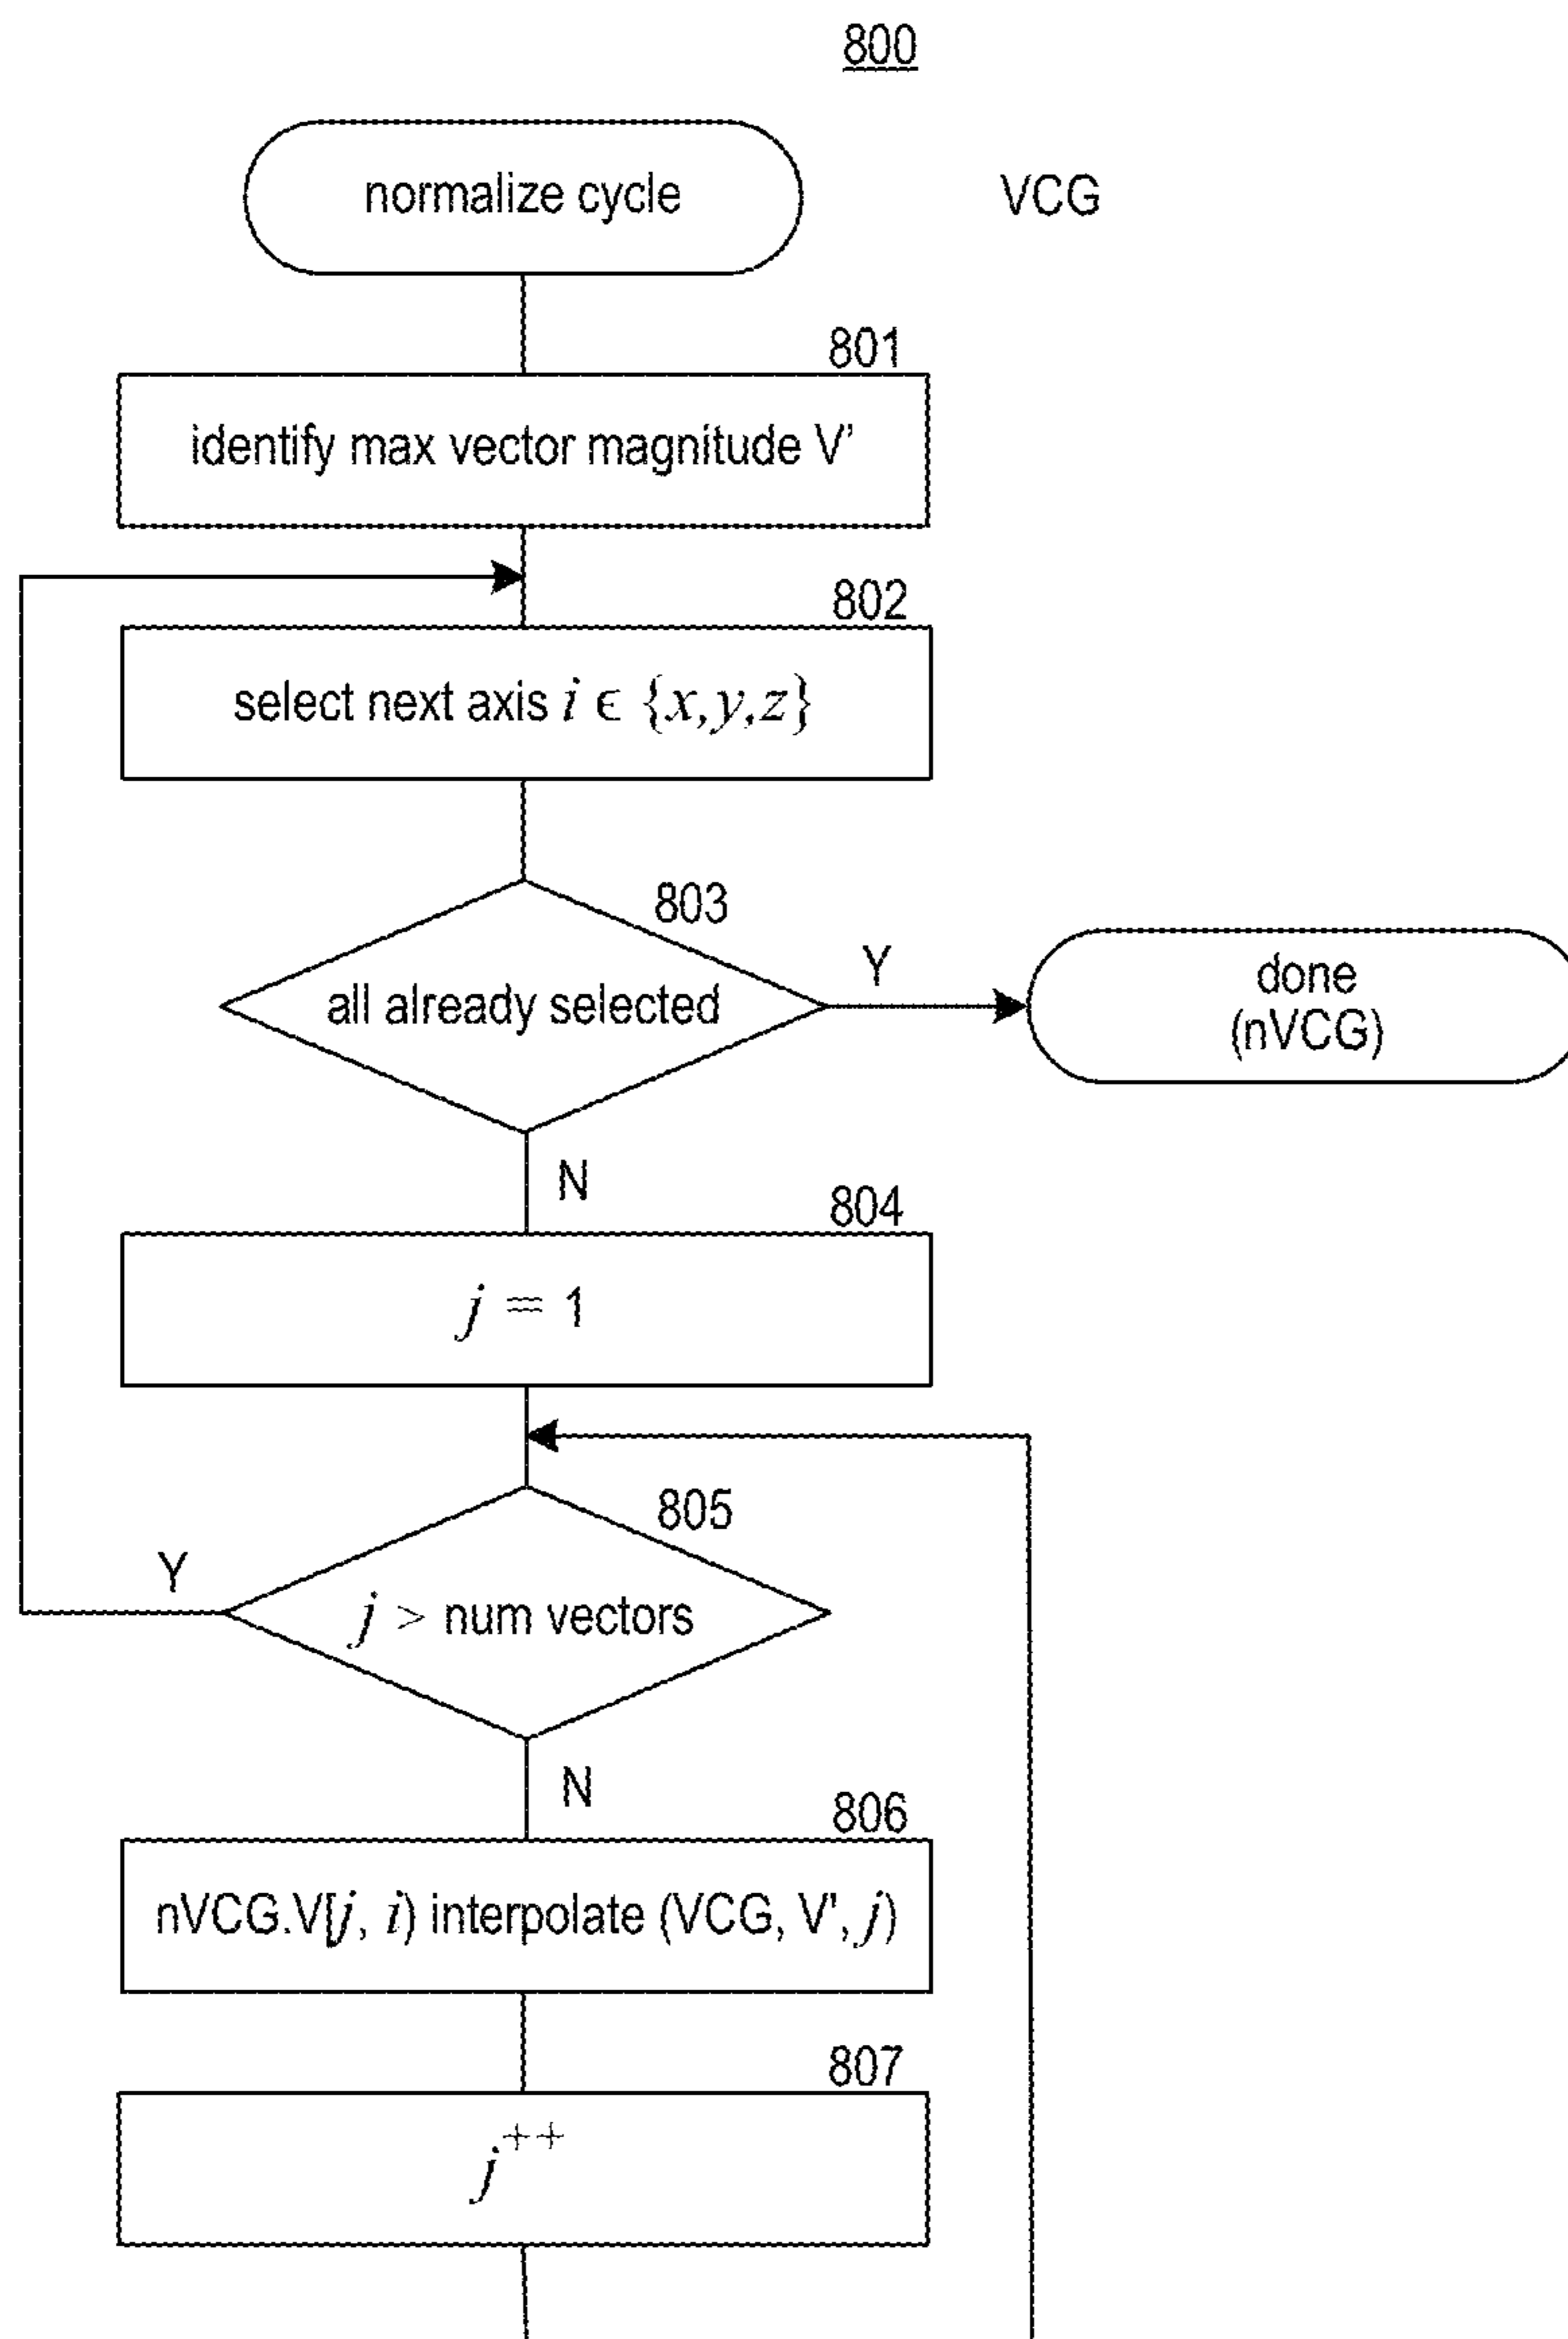 800
normalize cycle
VCG
801
identify max vector magnitude V'
802
select next axis i ϵ {x,y,z}
803
all already selected
Y
done
(nVCG)
N
804
j = 1
805
Y
j > num vectors
N
806
nVCG.V[j, i) interpolate (VCG, V', j)
807
j++